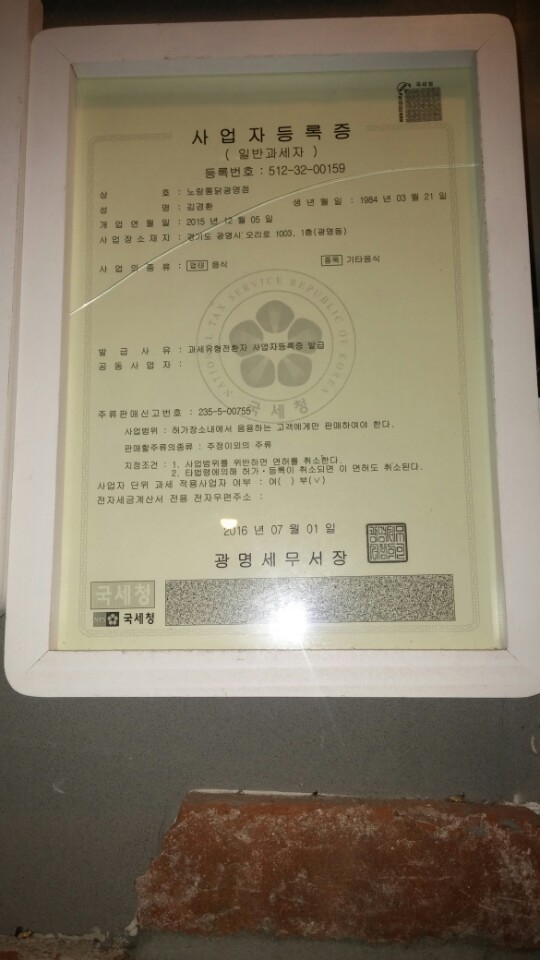 국세청
사업자등록증
( 일반과세자 )
등록번호 : 512-32-00159
상 호 : 노랑통닭광명점
성 명 : 김경환 생년월일 : 1984 년 03 월 21 일
개업연월일 : 2015 년 12 월 05 일
사업장소재지 : 경기도 광명시 오리로 1003, 1층(광명동)
사업의종류 : 업태 음식 종목 기타음식
NATIONAL TAX SERVICE REPUBLIC OF KOREA
국세청
발급사유 : 과세유형전환자 사업자등록증 발급
공동사업자 :
주류판매신고번호 : 235-5-00755
사업범위 : 허가장소내에서 음용하는 고객에게만 판매하여야 한다.
판매할주류의종류 : 주정이외의 주류
지정조건 : 1. 사업범위를 위반하면 면허를 취소한다.
2. 타법령에의해 허가·등록이 취소되면 이 면허도 취소된다.
사업자 단위 과세 적용사업자 여부 : 여( ) 부(∨)
전자세금계산서 전용 전자우편주소 :
2016 년 07 월 01 일
광명세무서장
국세청
국세청